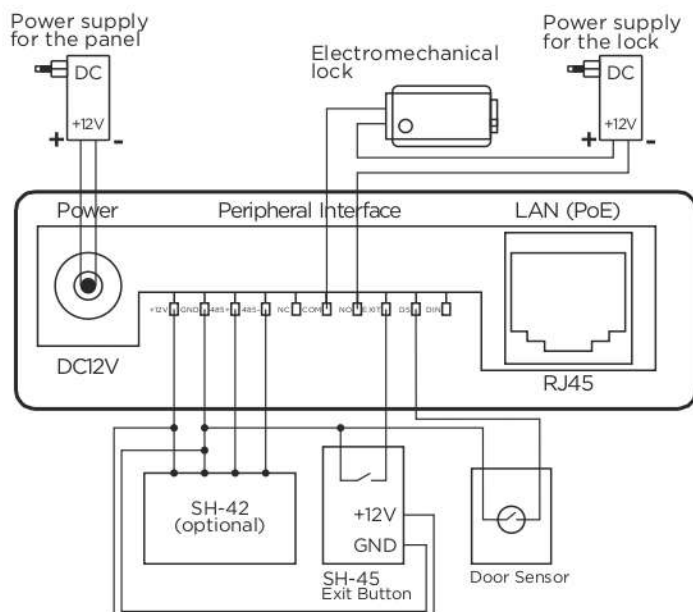 Power supply
for the panel
DC
+12V
+ -
Electromechanical
lock
Power supply
for the lock
DC
+12V
+ -
Power
Peripheral Interface
LAN (PoE)
+12V GND 485+ 485- NC COM NO EXIT DS DIN
DC12V
RJ45
SH-42
(optional)
+12V
GND
SH-45
Exit Button
Door Sensor